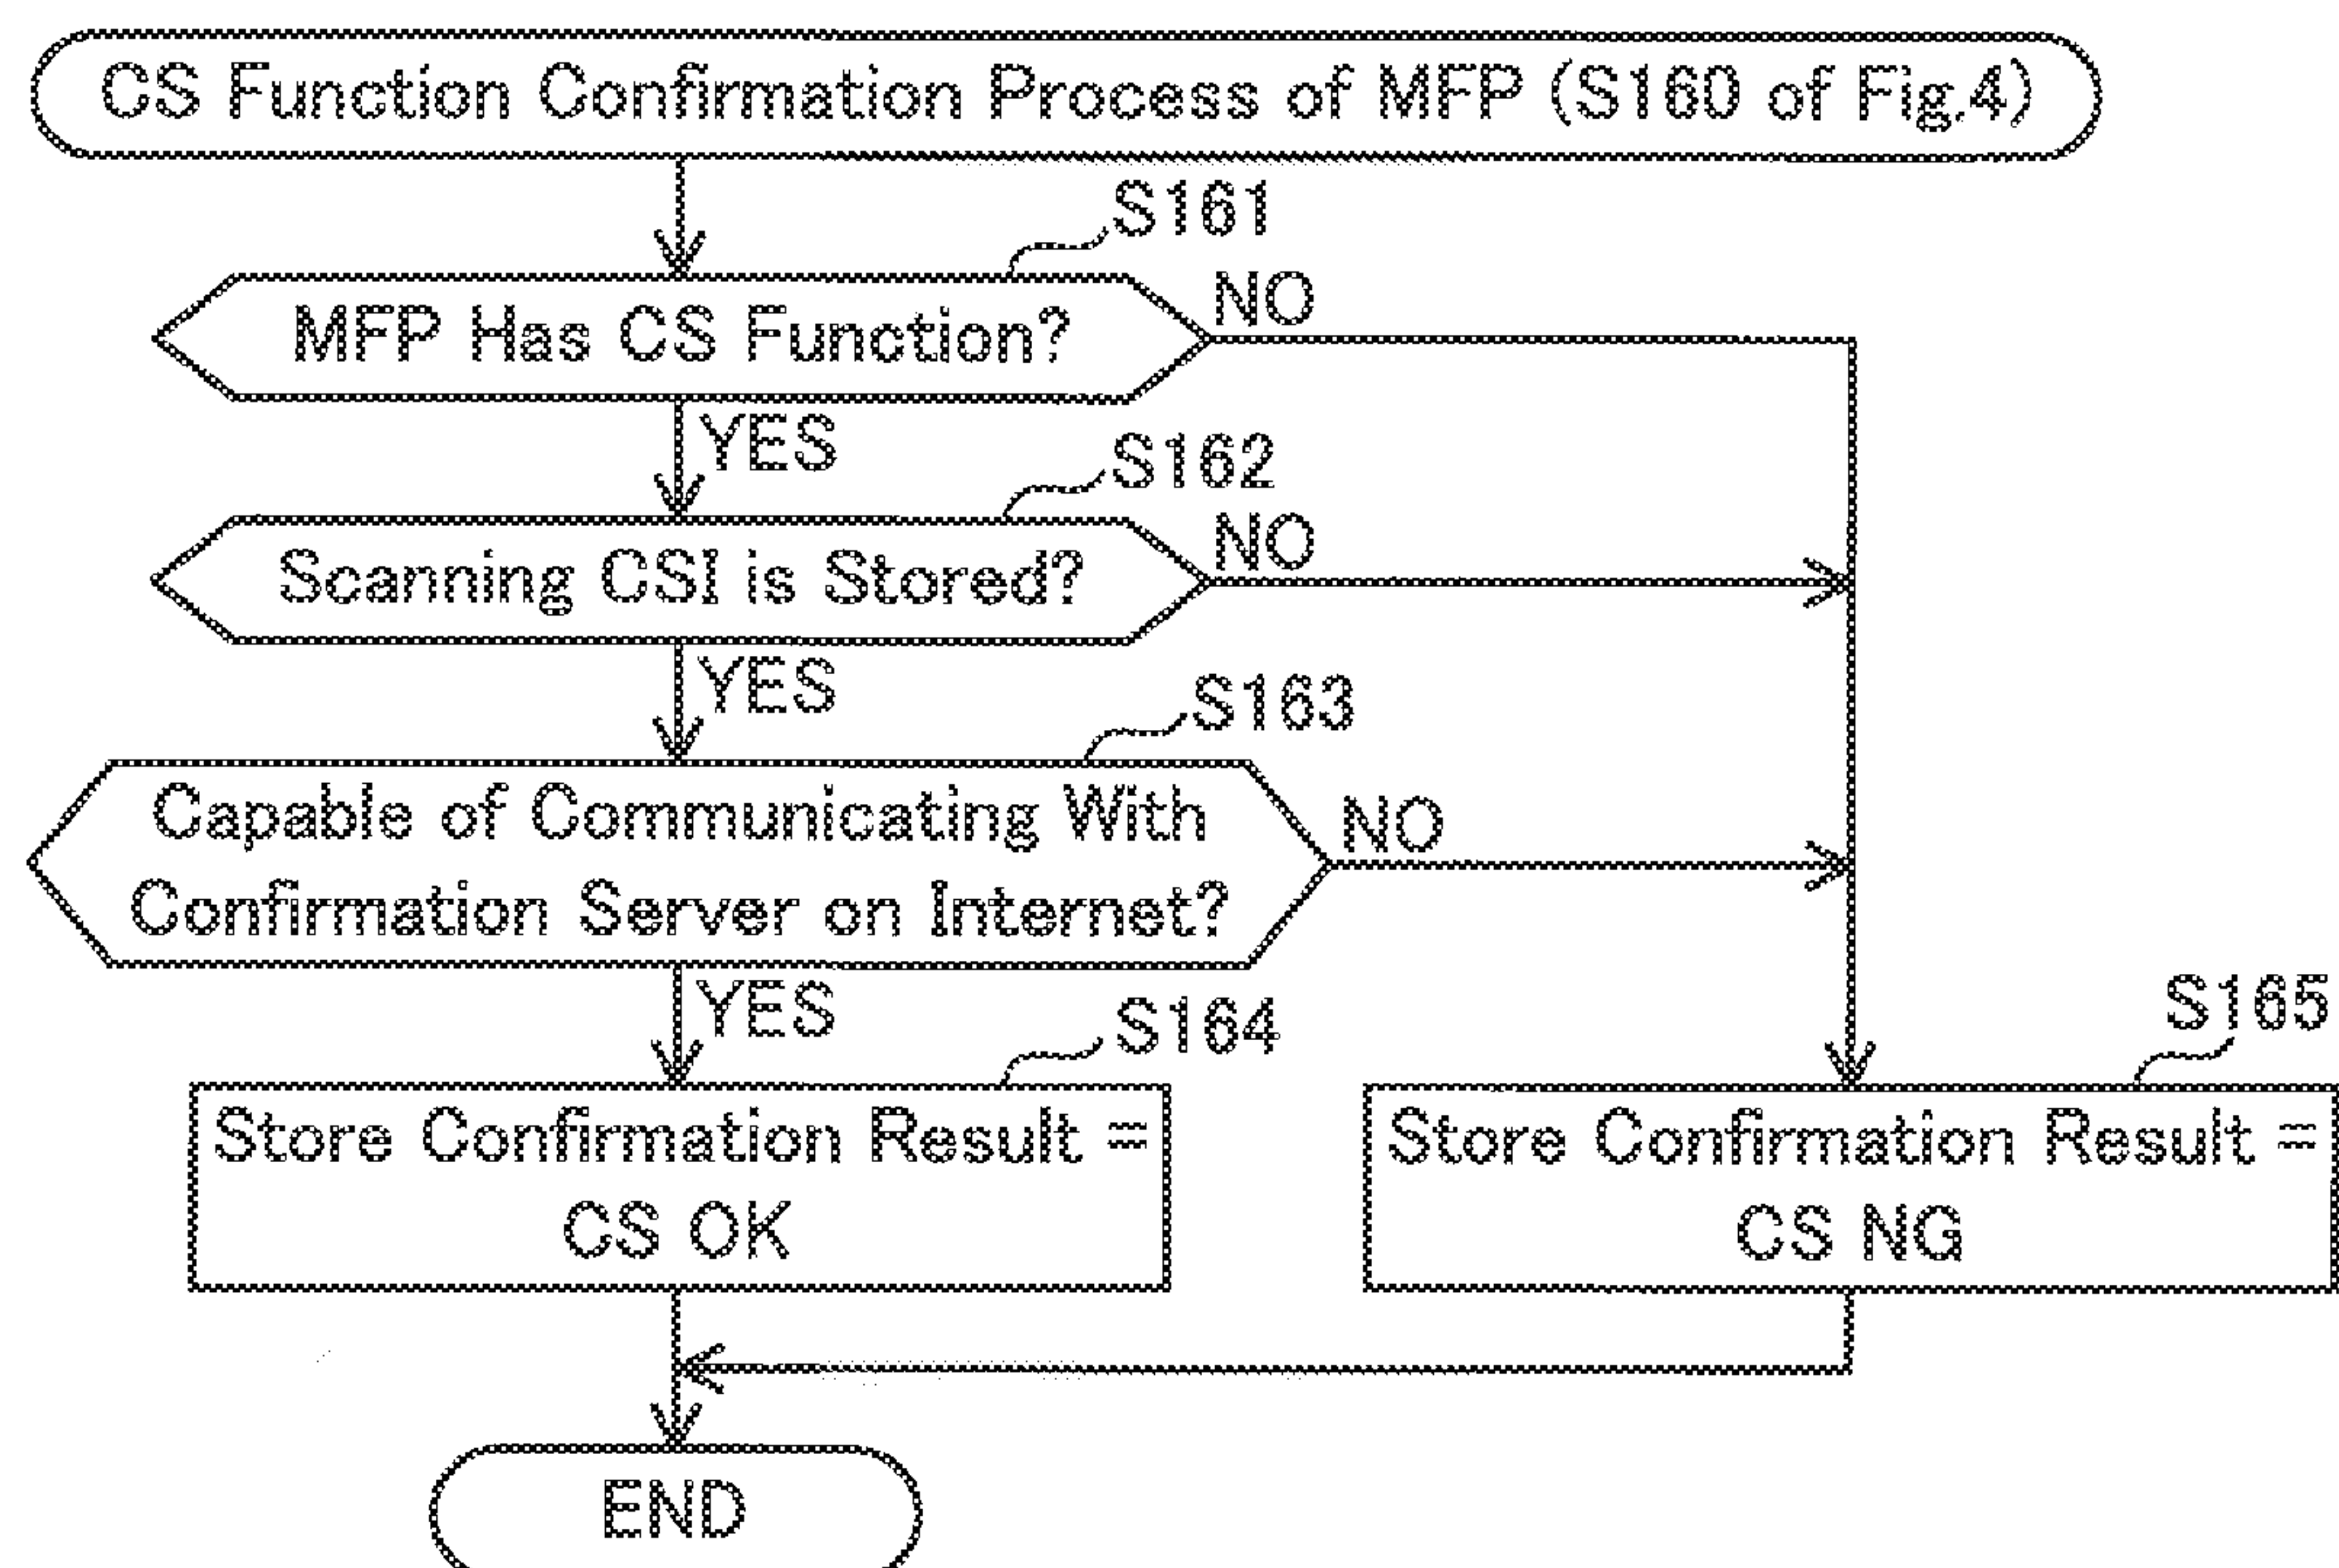 CS Function Confirmation Process of MFP (S160 of Fig.4)
S161
MFP Has CS Function?
NO
YES
S162
Scanning CSI is Stored?
NO
YES
S163
Capable of Communicating With
Confirmation Server on Internet?
NO
YES
S164
Store Confirmation Result =
CS OK
S165
Store Confirmation Result =
CS NG
END